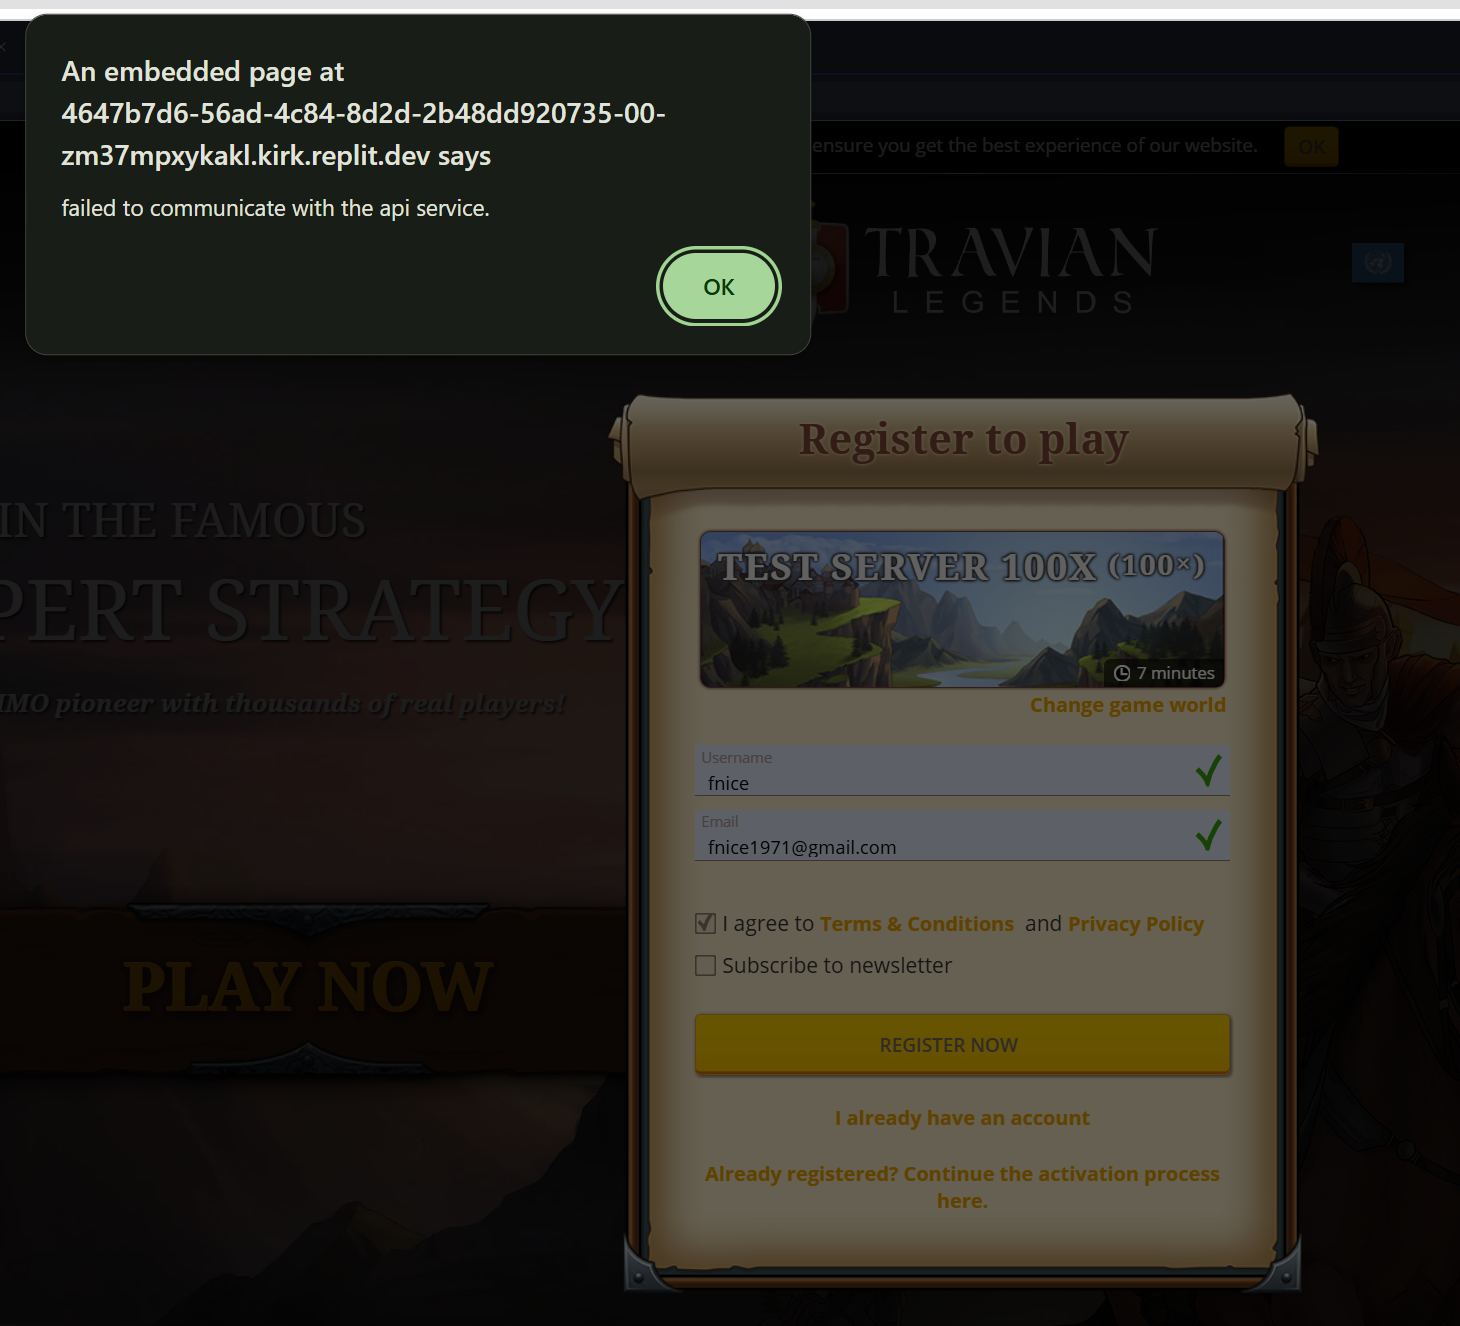 An embedded page at
4647b7d6-56ad-4c84-8d2d-2b48dd920735-00-
zm37mpxykakl.kirk.replit.dev says
failed to communicate with the api service.
OK
ensure you get the best experience of our website.
OK
TRAVIAN
LEGENDS
Register to play
IN THE FAMOUS
PERT STRATEGY
MO pioneer with thousands of real players!
PLAY NOW
TEST SERVER 100X (100×)
7 minutes
Change game world
Username
fnice
Email
fnice1971@gmail.com
I agree to Terms & Conditions and Privacy Policy
Subscribe to newsletter
REGISTER NOW
I already have an account
Already registered? Continue the activation process
here.